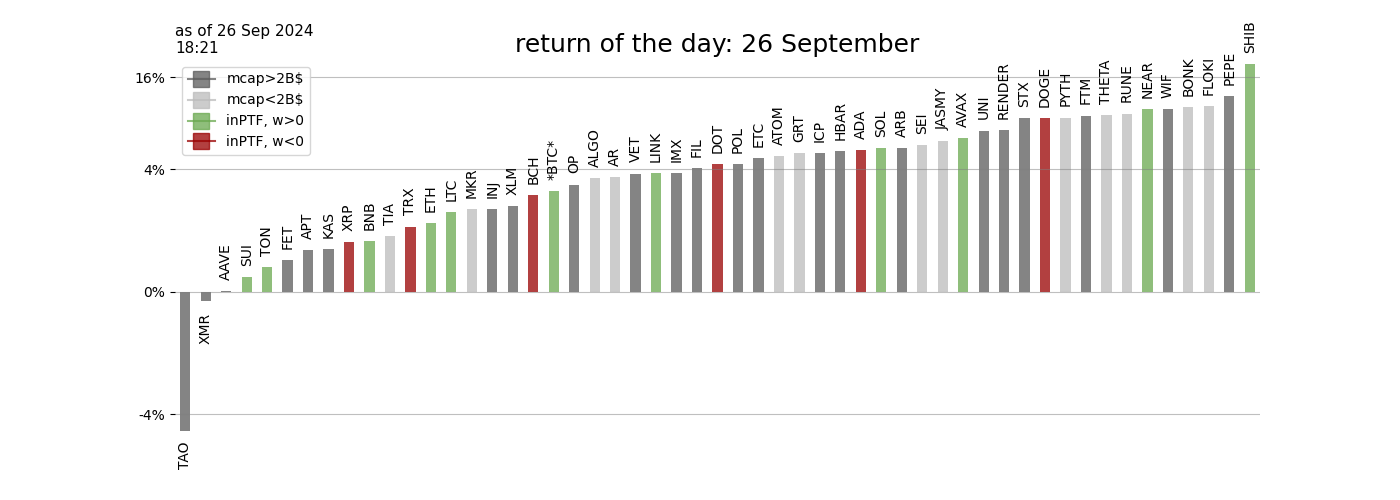 as of 26 Sep 2024
18:21
return of the day: 26 September
mcap>2B$
mcap<2B$
inPTF, w>0
inPTF, w<0
16%
4%
0%
-4%
TAO
XMR
AAVE
SUI
TON
FET
APT
KAS
XRP
BNB
TIA
TRX
ETH
LTC
MKR
INJ
XLM
BCH
*BTC*
OP
ALGO
AR
VET
LINK
IMX
FIL
DOT
POL
ETC
ATOM
GRT
ICP
HBAR
ADA
SOL
ARB
SEI
JASMY
AVAX
UNI
RENDER
STX
DOGE
PYTH
FTM
THETA
RUNE
NEAR
WIF
BONK
FLOKI
PEPE
SHIB